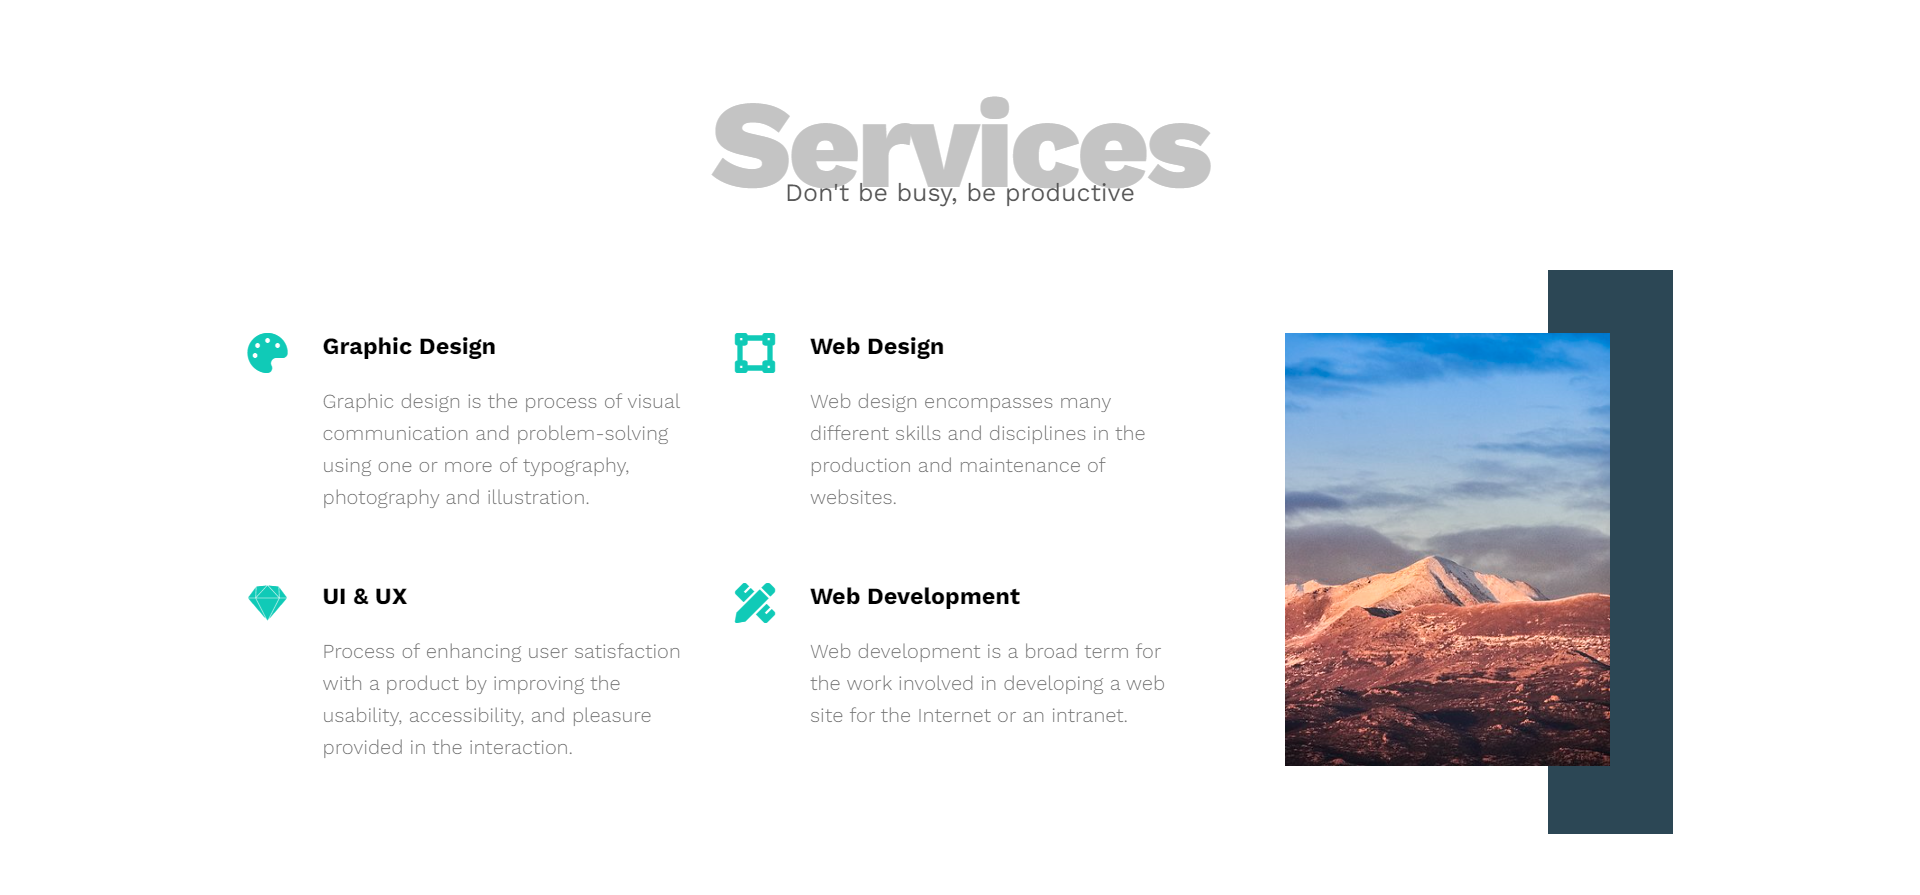 Services
Don't be busy, be productive
Graphic Design
Graphic design is the process of visual
communication and problem-solving
using one or more of typography,
photography and illustration.
Web Design
Web design encompasses many
different skills and disciplines in the
production and maintenance of
websites.
UI & UX
Process of enhancing user satisfaction
with a product by improving the
usability, accessibility, and pleasure
provided in the interaction.
Web Development
Web development is a broad term for
the work involved in developing a web
site for the Internet or an intranet.